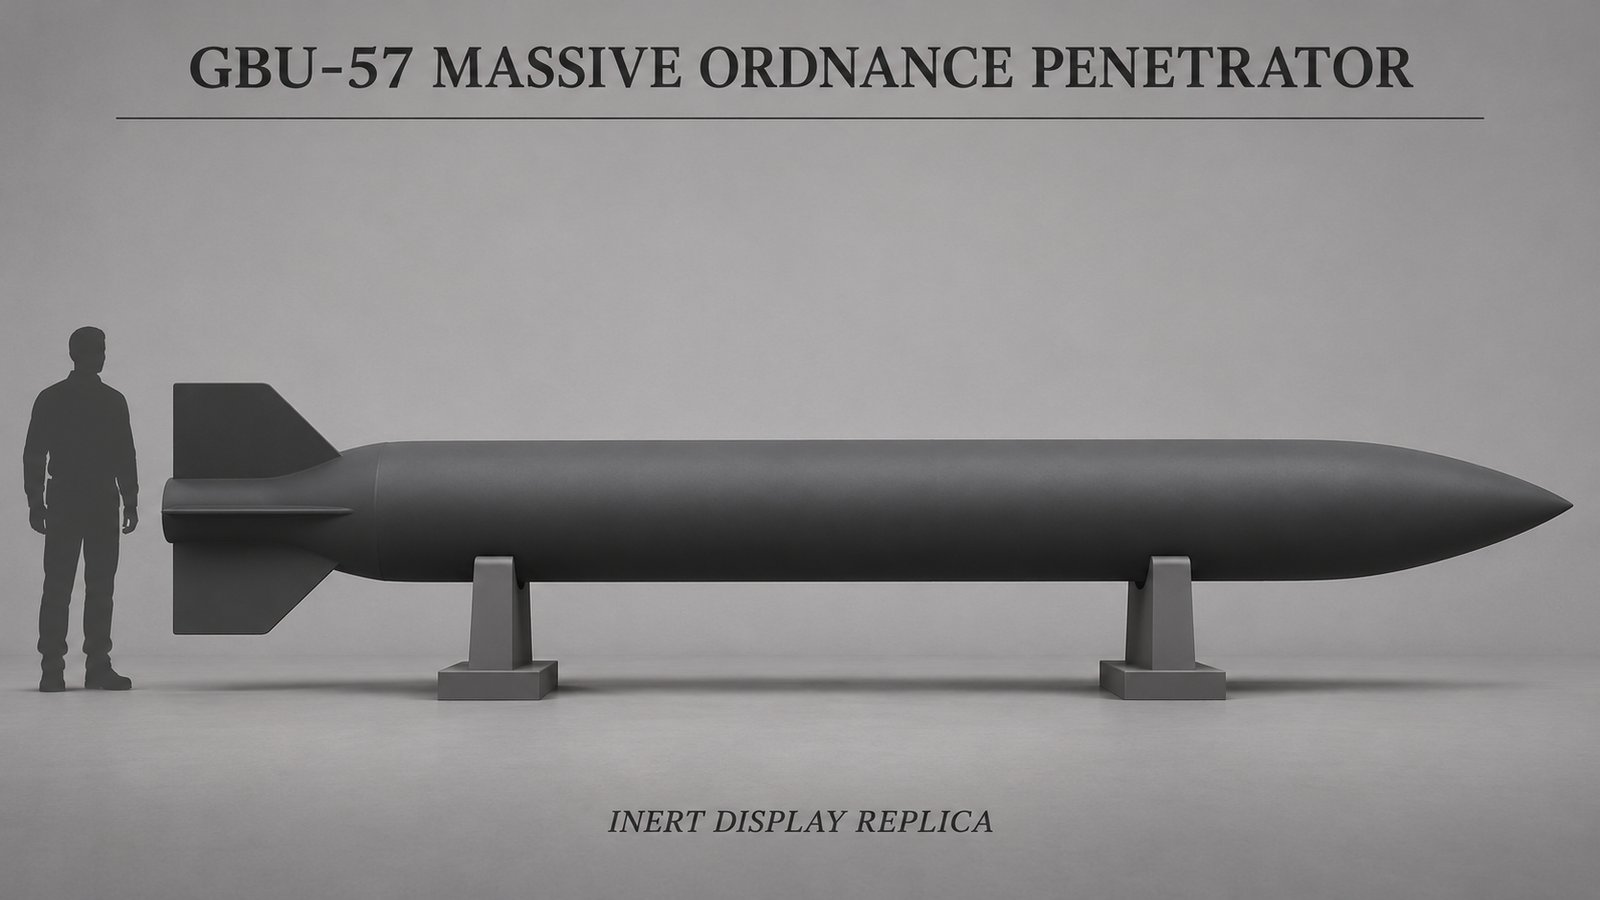 GBU-57 MASSIVE ORDNANCE PENETRATOR
INERT DISPLAY REPLICA